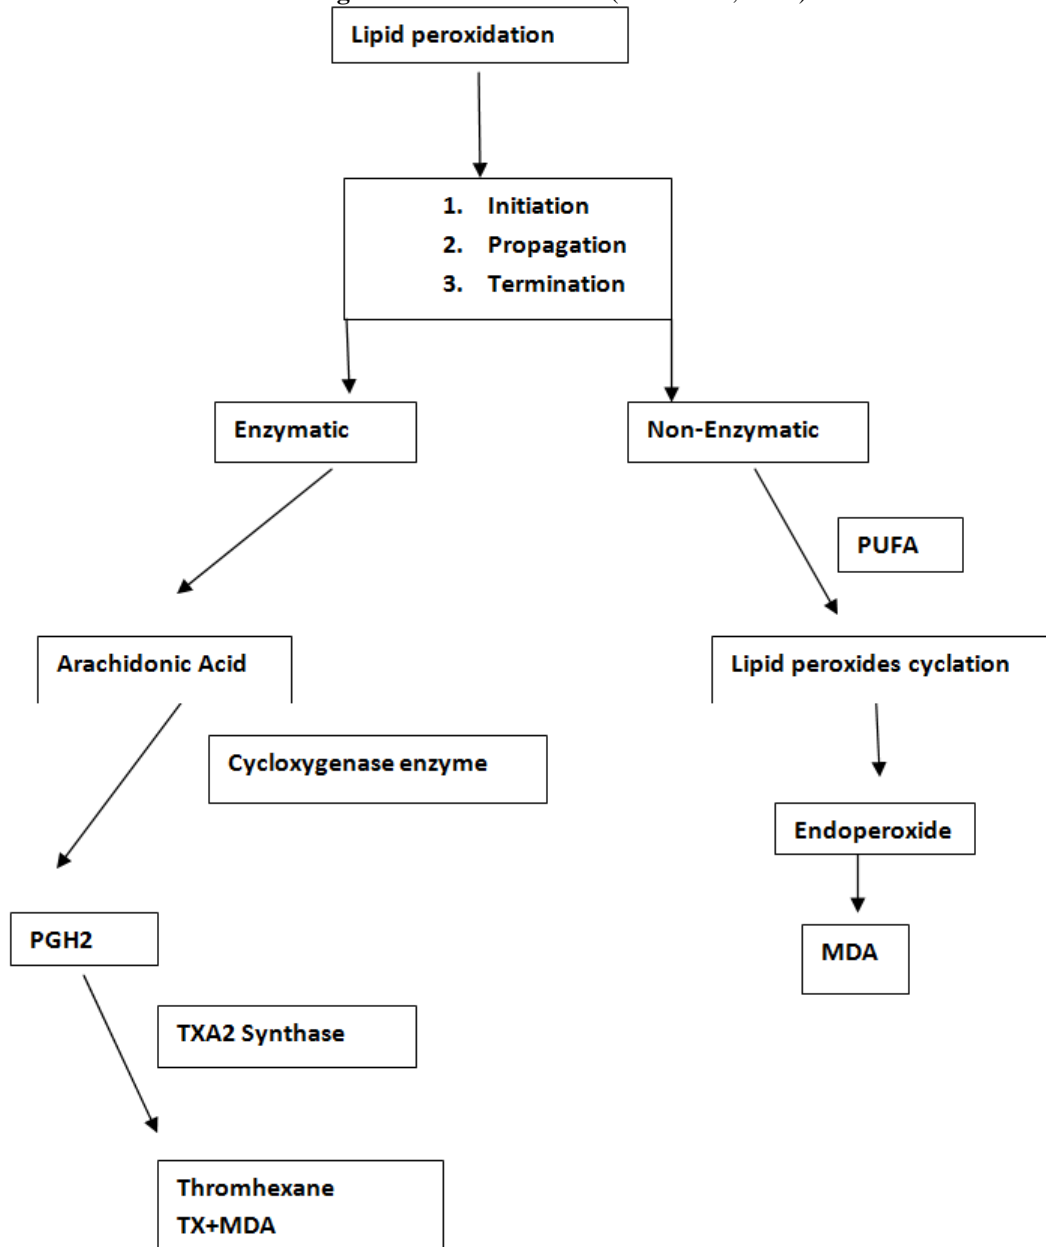 Lipid peroxidation
1. Initiation
2. Propagation
3. Termination
Enzymatic
Non-Enzymatic
PUFA
Arachidonic Acid
Lipid peroxides cyclation
Cycloxygenase enzyme
Endoperoxide
PGH2
MDA
TXA2 Synthase
Thromhexane
TX+MDA